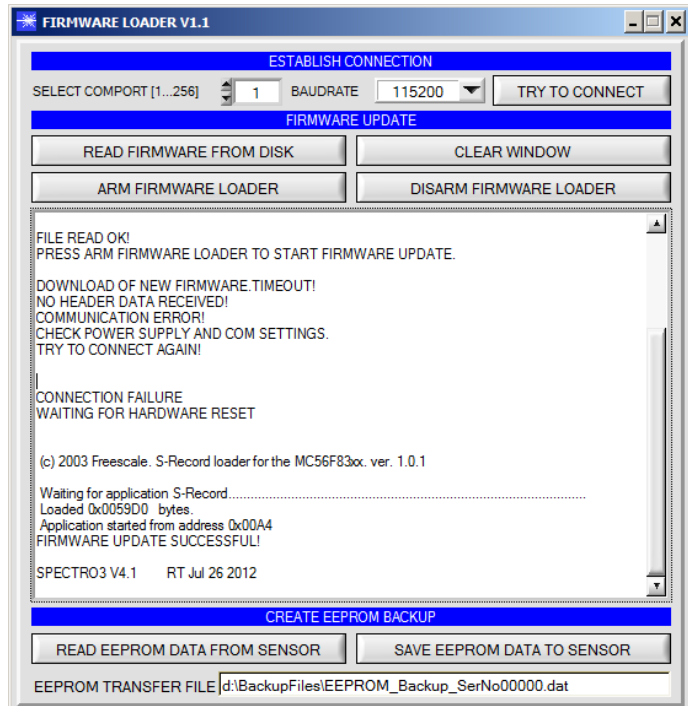 FIRMWARE LOADER V1.1
ESTABLISH CONNECTION
SELECT COMPORT [1...256] 1 BAUDRATE 115200 TRY TO CONNECT
FIRMWARE UPDATE
READ FIRMWARE FROM DISK CLEAR WINDOW
ARM FIRMWARE LOADER DISARM FIRMWARE LOADER
FILE READ OK!
PRESS ARM FIRMWARE LOADER TO START FIRMWARE UPDATE.
DOWNLOAD OF NEW FIRMWARE.TIMEOUT!
NO HEADER DATA RECEIVED!
COMMUNICATION ERROR!
CHECK POWER SUPPLY AND COM SETTINGS.
TRY TO CONNECT AGAIN!
CONNECTION FAILURE
WAITING FOR HARDWARE RESET
(c) 2003 Freescale. S-Record loader for the MC56F83xx. ver. 1.0.1
Waiting for application S-Record.........................................................................................
Loaded 0x0059D0 bytes.
Application started from address 0x00A4
FIRMWARE UPDATE SUCCESSFUL!
SPECTRO3 V4.1 RT Jul 26 2012
CREATE EEPROM BACKUP
READ EEPROM DATA FROM SENSOR SAVE EEPROM DATA TO SENSOR
EEPROM TRANSFER FILE d:\BackupFiles\EEPROM_Backup_SerNo00000.dat